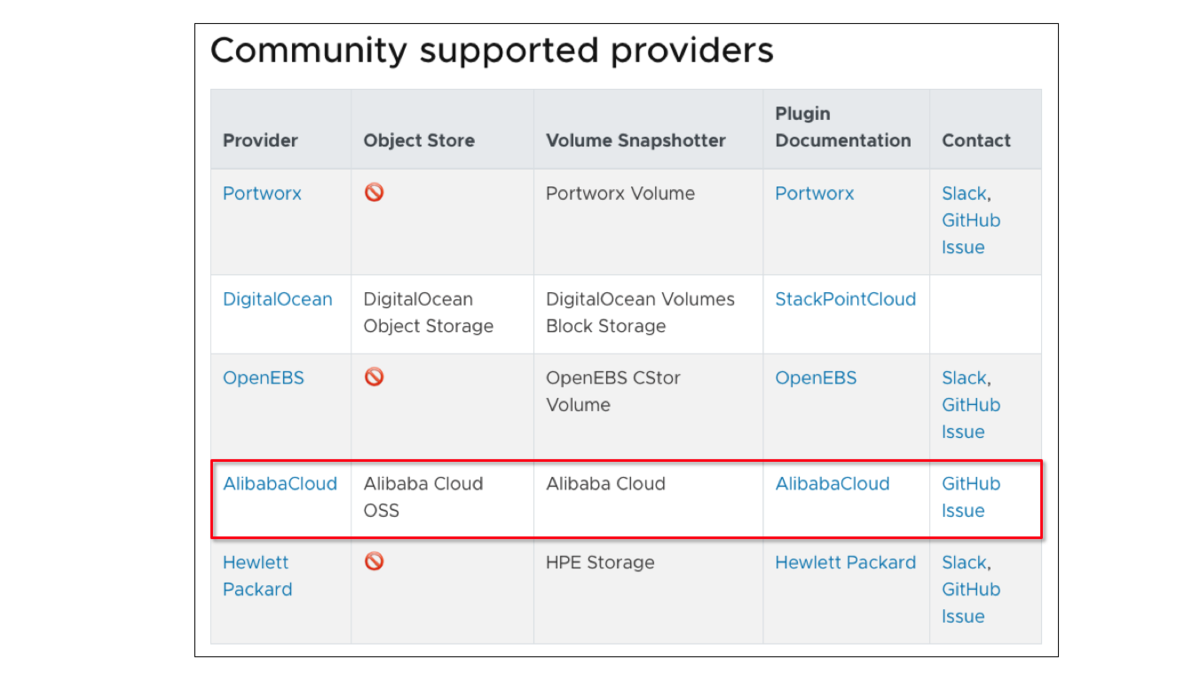 Community supported providers
Plugin
Provider Object Store Volume Snapshotter Documentation Contact
Portworx Portworx Volume Portworx Slack,
GitHub
Issue
DigitalOcean DigitalOcean DigitalOcean Volumes StackPointCloud
Object Storage Block Storage
OpenEBS OpenEBS CStor OpenEBS Slack,
Volume GitHub
Issue
AlibabaCloud Alibaba Cloud Alibaba Cloud AlibabaCloud GitHub
OSS Issue
Hewlett HPE Storage Hewlett Packard Slack,
Packard GitHub
Issue